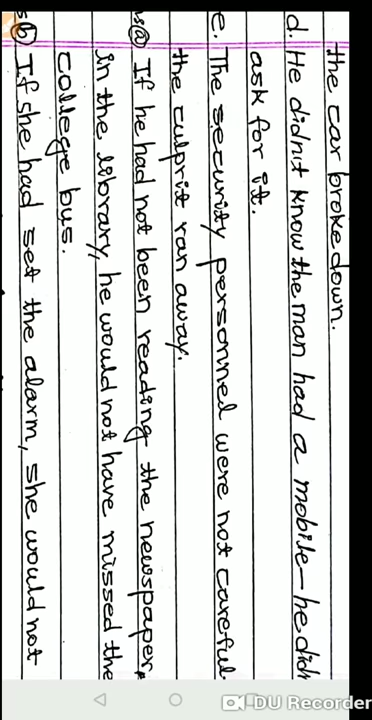 the car broke down.
d. He didn't know the man had a mobile - he didn
ask for it.
e. The security personnel were not careful
the culprit ran away.
s@ If he had not been reading the newspaper
in the library, he would not have missed the
college bus.
s(b) If she had set the alarm, she would not
DU Recorder